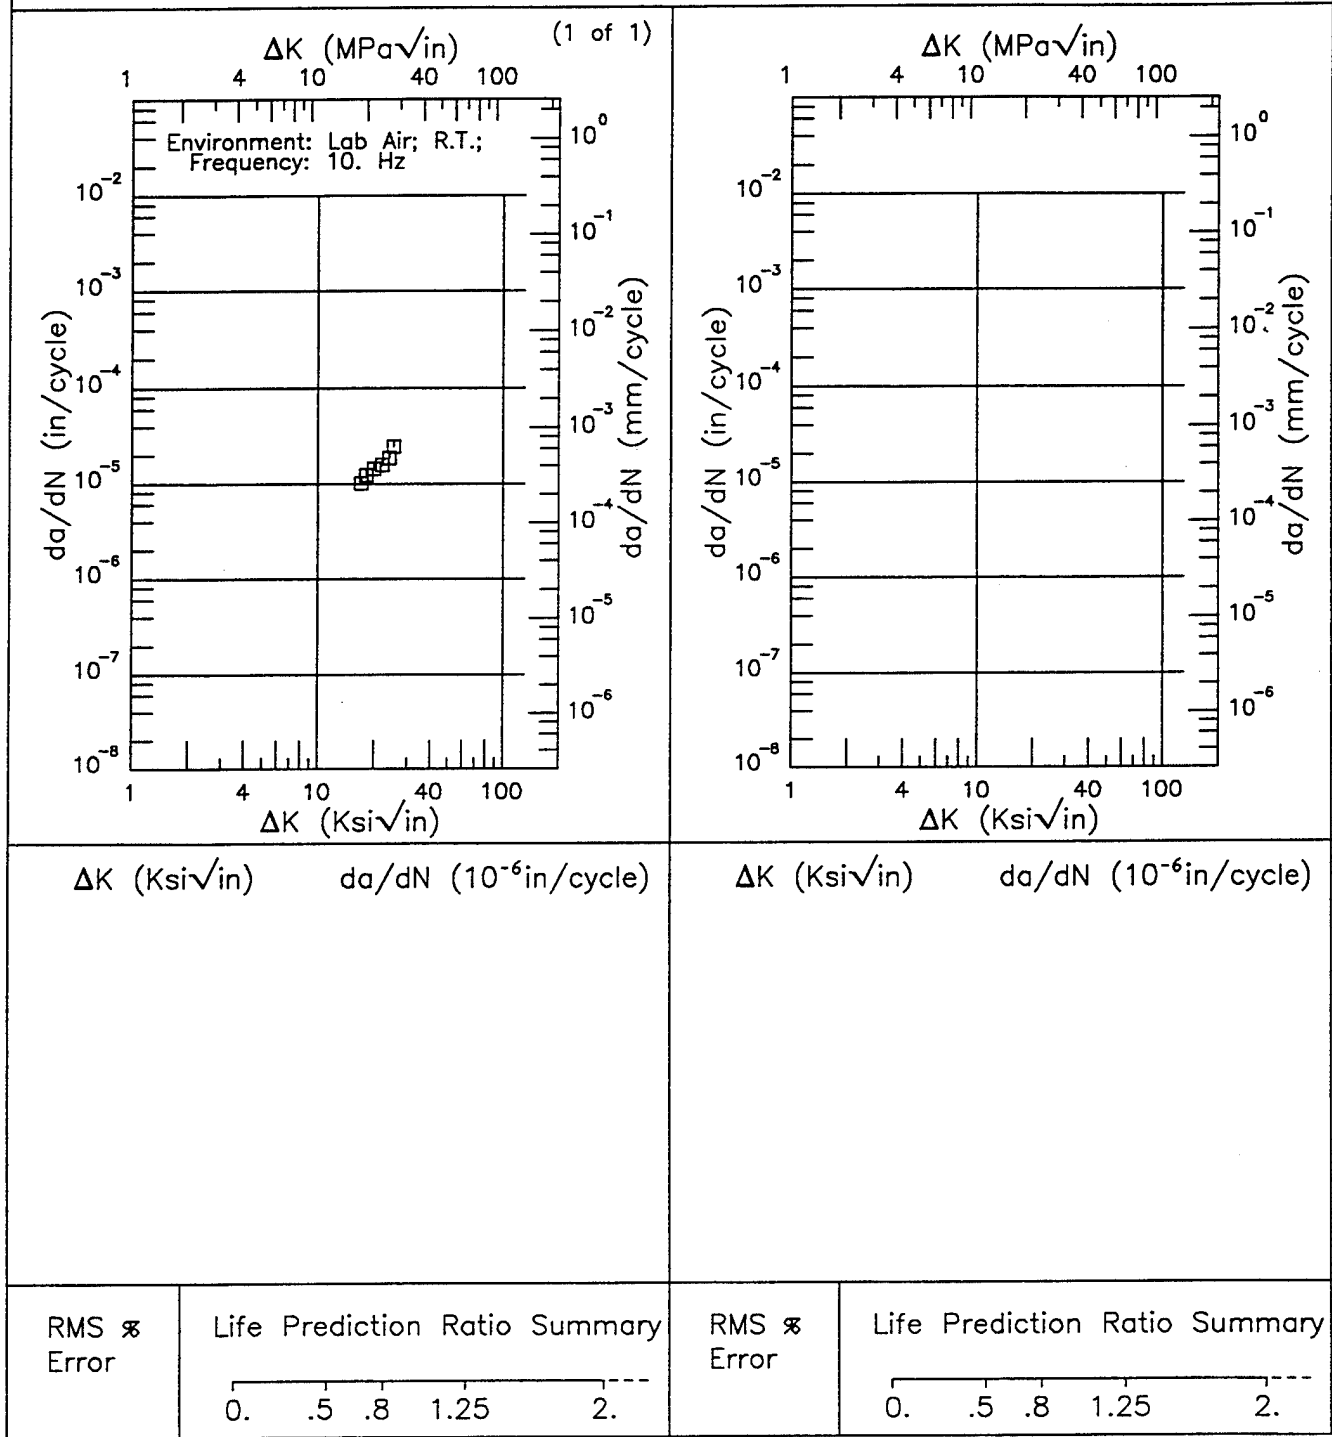 (1 of 1)
ΔK (MPa√in)
1 4 10 40 100
Environment: Lab Air; R.T.;
Frequency: 10. Hz
da/dN (in/cycle)
10⁻²
10⁻³
10⁻⁴
10⁻⁵
10⁻⁶
10⁻⁷
10⁻⁸
10⁰
10⁻¹
10⁻²
10⁻³
10⁻⁴
10⁻⁵
10⁻⁶
da/dN (mm/cycle)
1 4 10 40 100
ΔK (Ksi√in)
ΔK (MPa√in)
1 4 10 40 100
da/dN (in/cycle)
10⁻²
10⁻³
10⁻⁴
10⁻⁵
10⁻⁶
10⁻⁷
10⁻⁸
10⁰
10⁻¹
10⁻²
10⁻³
10⁻⁴
10⁻⁵
10⁻⁶
da/dN (mm/cycle)
1 4 10 40 100
ΔK (Ksi√in)
ΔK (Ksi√in) da/dN (10⁻⁶in/cycle)
ΔK (Ksi√in) da/dN (10⁻⁶in/cycle)
RMS %
Error
Life Prediction Ratio Summary
0. .5 .8 1.25 2.
RMS %
Error
Life Prediction Ratio Summary
0. .5 .8 1.25 2.